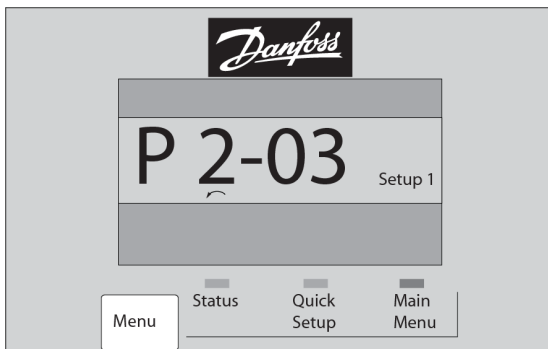 Danfoss
P 2-03
Setup 1
Menu
Status
Quick
Setup
Main
Menu